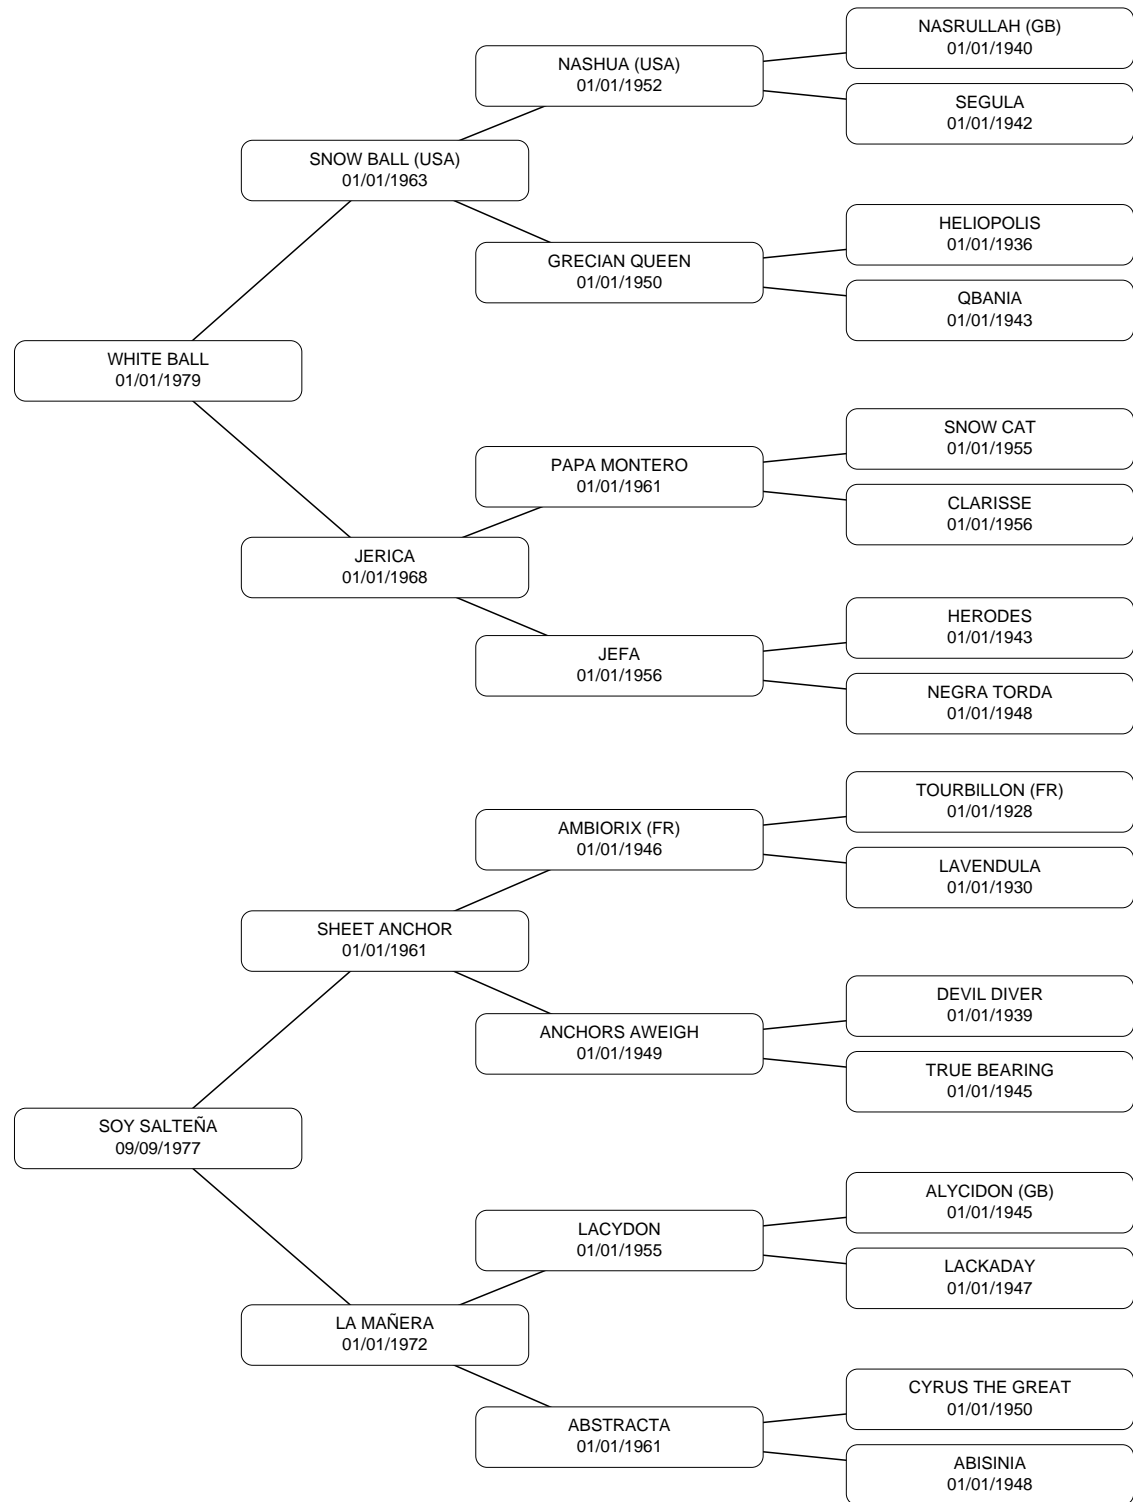 NASRULLAH (GB)
01/01/1940
NASHUA (USA)
01/01/1952
SEGULA
01/01/1942
SNOW BALL (USA)
01/01/1963
HELIOPOLIS
01/01/1936
GRECIAN QUEEN
01/01/1950
QBANIA
01/01/1943
WHITE BALL
01/01/1979
SNOW CAT
01/01/1955
PAPA MONTERO
01/01/1961
CLARISSE
01/01/1956
JERICA
01/01/1968
HERODES
01/01/1943
JEFA
01/01/1956
NEGRA TORDA
01/01/1948
TOURBILLON (FR)
01/01/1928
AMBIORIX (FR)
01/01/1946
LAVENDULA
01/01/1930
SHEET ANCHOR
01/01/1961
DEVIL DIVER
01/01/1939
ANCHORS AWEIGH
01/01/1949
TRUE BEARING
01/01/1945
SOY SALTEÑA
09/09/1977
ALYCIDON (GB)
01/01/1945
LACYDON
01/01/1955
LACKADAY
01/01/1947
LA MAÑERA
01/01/1972
CYRUS THE GREAT
01/01/1950
ABSTRACTA
01/01/1961
ABISINIA
01/01/1948